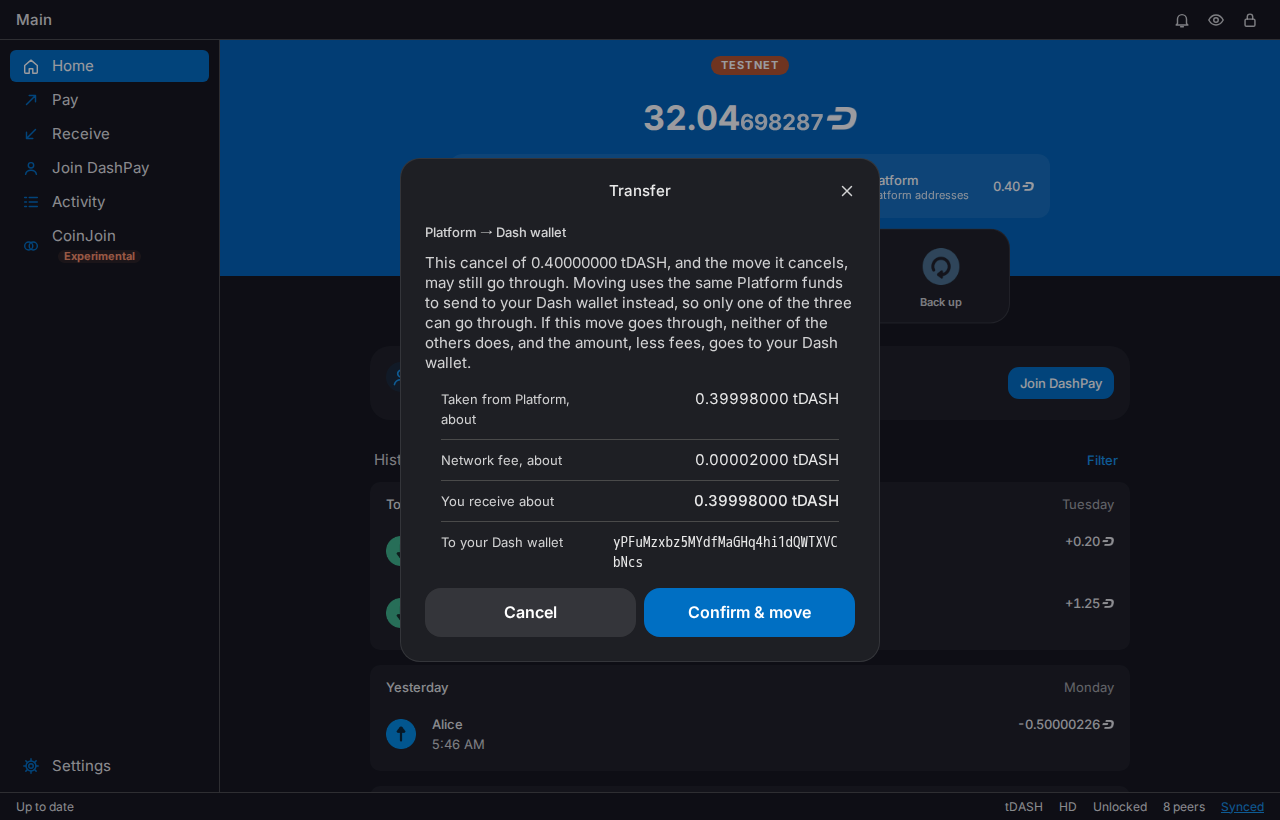 Main
Home
Pay
Receive
Join DashPay
Activity
CoinJoin
Experimental
Settings
TESTNET
32.04698287
atform
atform addresses
0.40
Back up
Join DashPay
Filter
Tuesday
+0.20
+1.25
Transfer
Platform → Dash wallet
This cancel of 0.40000000 tDASH, and the move it cancels,
may still go through. Moving uses the same Platform funds
to send to your Dash wallet instead, so only one of the three
can go through. If this move goes through, neither of the
others does, and the amount, less fees, goes to your Dash
wallet.
Taken from Platform,
about
0.39998000 tDASH
Network fee, about
0.00002000 tDASH
You receive about
0.39998000 tDASH
To your Dash wallet
yPFuMzxbz5MYdfMaGHq4hi1dQWTXVC
bNcs
Cancel
Confirm & move
Yesterday
Monday
Alice
5:46 AM
-0.50000226
Up to date
tDASH
HD
Unlocked
8 peers
Synced